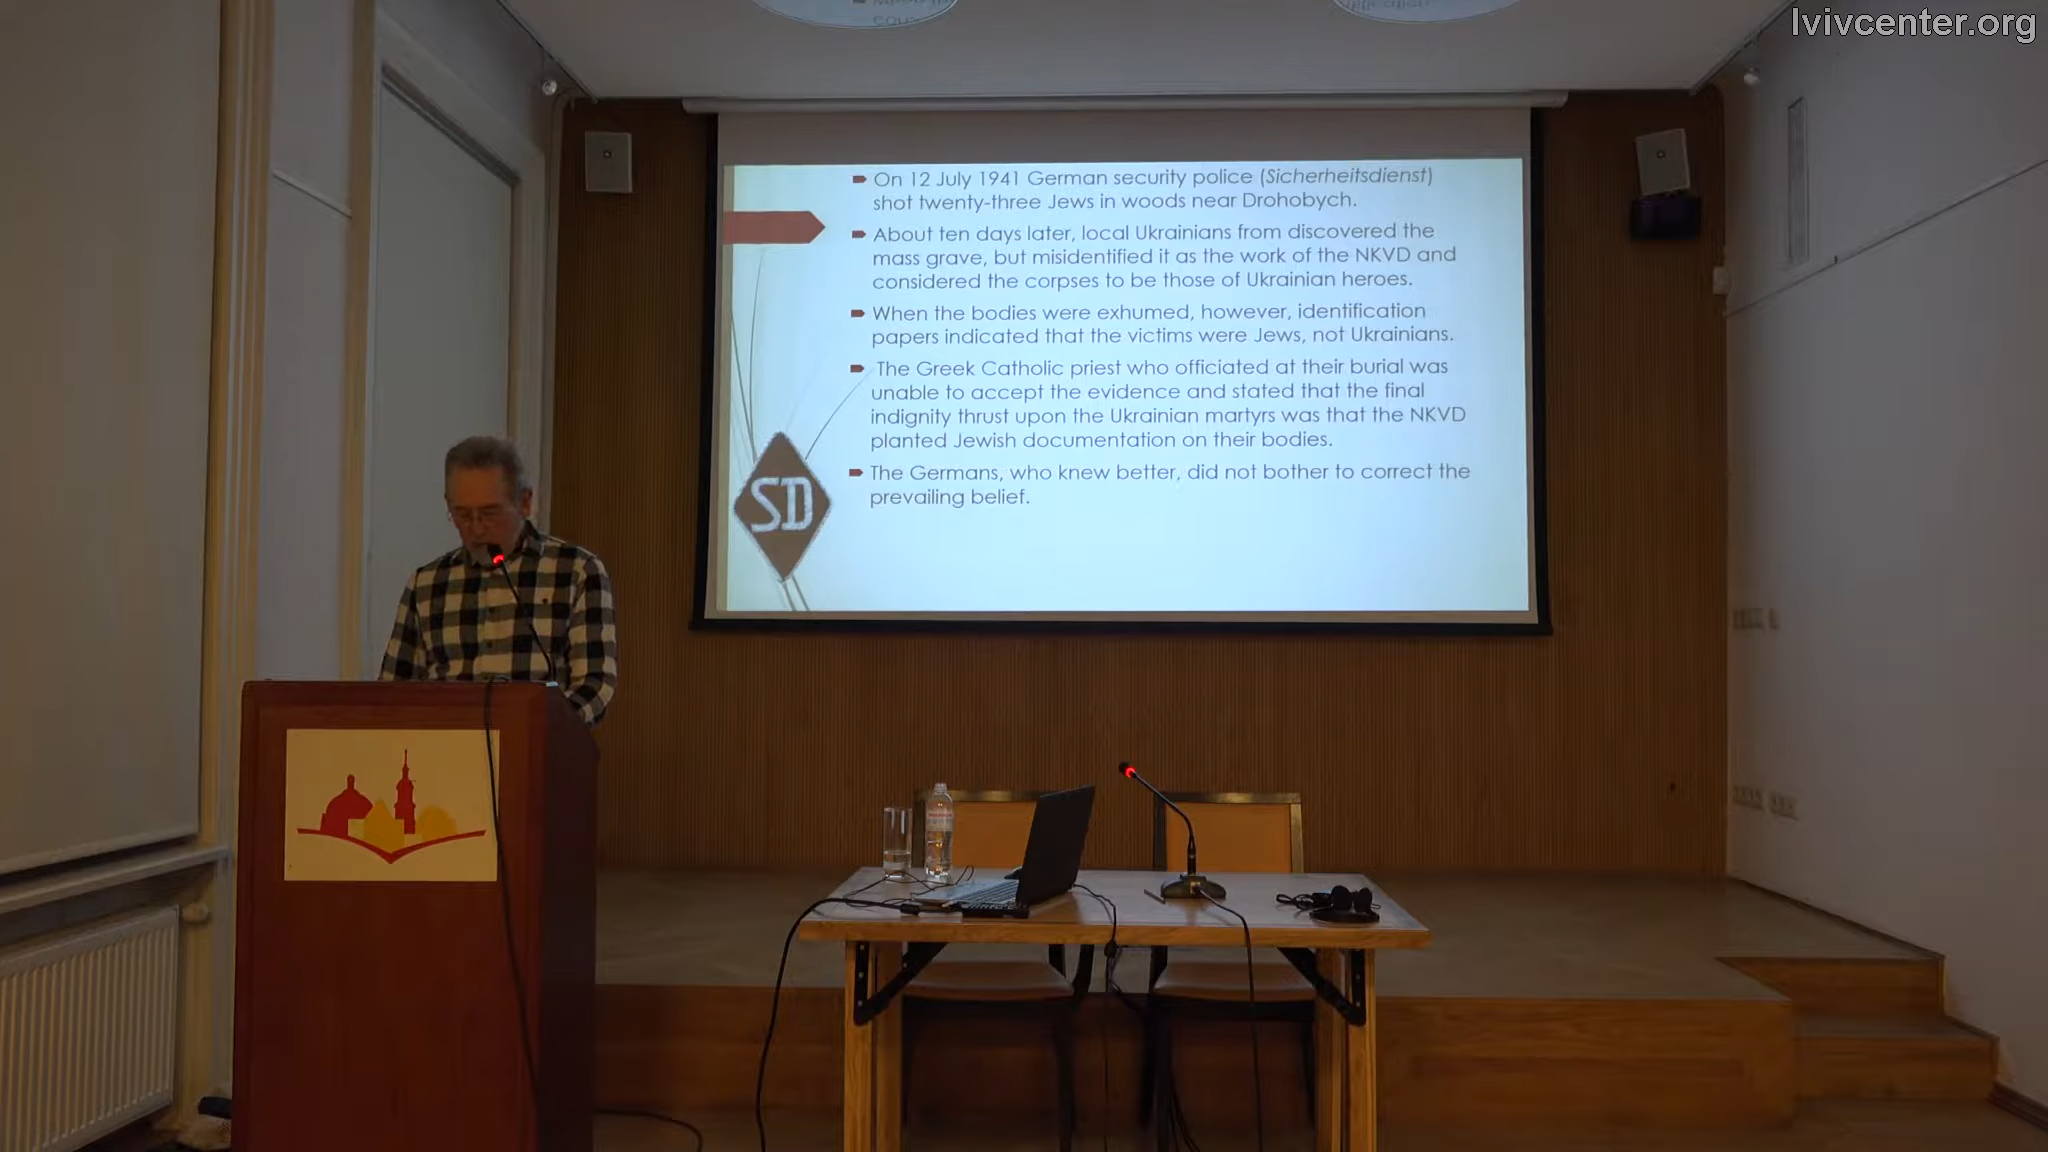 lvivcenter.org
On 12 July 1941 German security police (Sicherheitsdienst)
shot twenty-three Jews in woods near Drohobych.
About ten days later, local Ukrainians from discovered the
mass grave, but misidentified it as the work of the NKVD and
considered the corpses to be those of Ukrainian heroes.
When the bodies were exhumed, however, identification
papers indicated that the victims were Jews, not Ukrainians.
The Greek Catholic priest who officiated at their burial was
unable to accept the evidence and stated that the final
indignity thrust upon the Ukrainian martyrs was that the NKVD
planted Jewish documentation on their bodies.
The Germans, who knew better, did not bother to correct the
prevailing belief.
SD